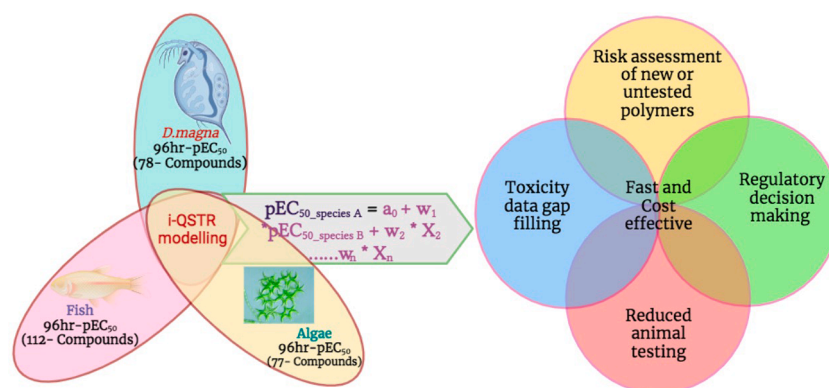 D.magna
96hr-pEC₅₀
(78- Compounds)
i-QSTR
modelling
Fish
96hr-pEC₅₀
(112- Compounds)
Algae
96hr-pEC₅₀
(77- Compounds)
pEC₅₀_species A = a₀ + w₁
*pEC₅₀_species B + w₂ * X₂
......wₙ * Xₙ
Risk assessment
of new or
untested
polymers
Toxicity
data gap
filling
Fast and
Cost
effective
Regulatory
decision
making
Reduced
animal
testing